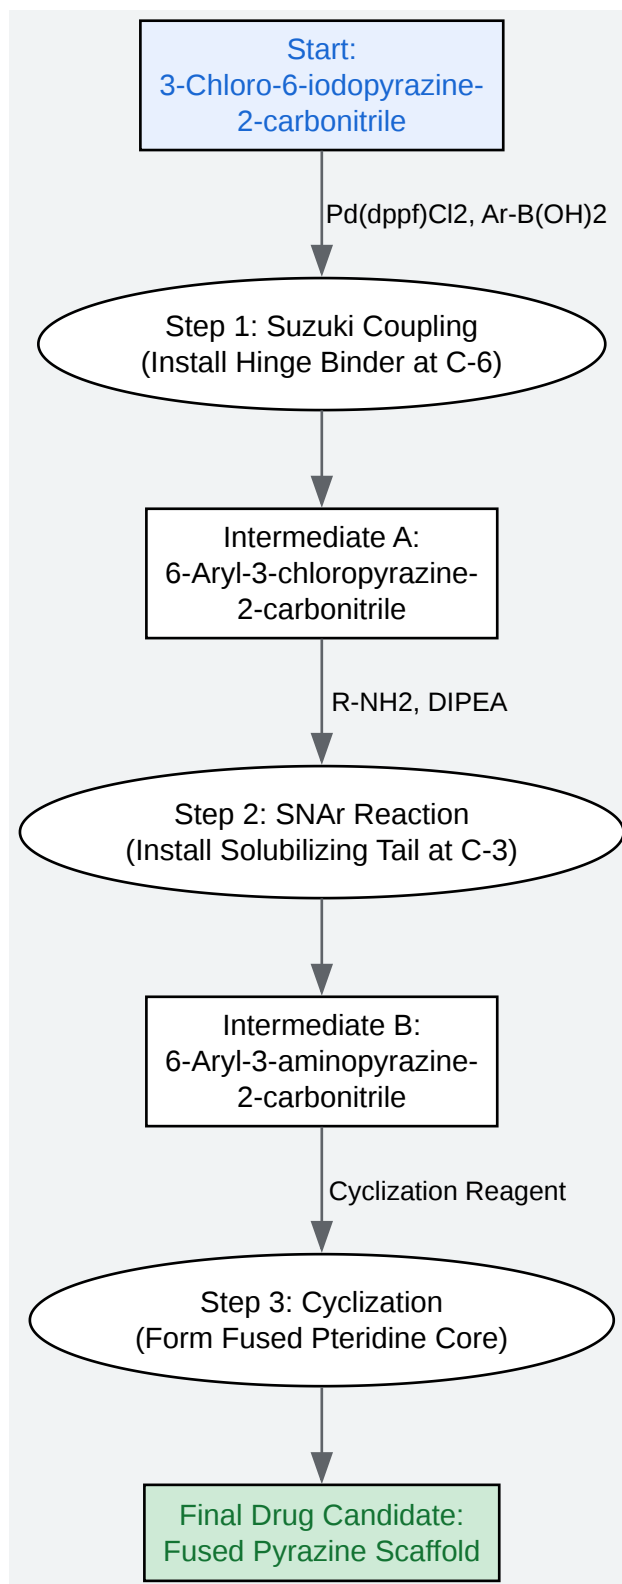 Start:
3-Chloro-6-iodopyrazine-
2-carbonitrile
Pd(dppf)Cl2, Ar-B(OH)2
Step 1: Suzuki Coupling
(Install Hinge Binder at C-6)
Intermediate A:
6-Aryl-3-chloropyrazine-
2-carbonitrile
R-NH2, DIPEA
Step 2: SNAr Reaction
(Install Solubilizing Tail at C-3)
Intermediate B:
6-Aryl-3-aminopyrazine-
2-carbonitrile
Cyclization Reagent
Step 3: Cyclization
(Form Fused Pteridine Core)
Final Drug Candidate:
Fused Pyrazine Scaffold